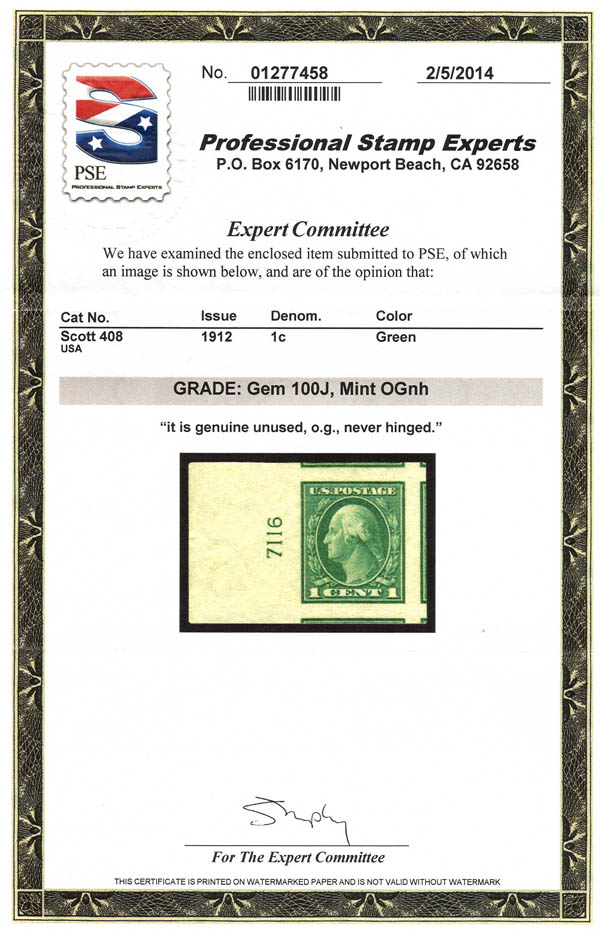 No. 01277458 2/5/2014
PSE
PROFESSIONAL STAMP EXPERTS
Professional Stamp Experts
P.O. Box 6170, Newport Beach, CA 92658
Expert Committee
We have examined the enclosed item submitted to PSE, of which
an image is shown below, and are of the opinion that:
Cat No. Issue Denom. Color
Scott 408 1912 1c Green
USA
GRADE: Gem 100J, Mint OGnh
“it is genuine unused, o.g., never hinged.”
U.S.POSTAGE
7116
1 CENT 1
For The Expert Committee
THIS CERTIFICATE IS PRINTED ON WATERMARKED PAPER AND IS NOT VALID WITHOUT WATERMARK